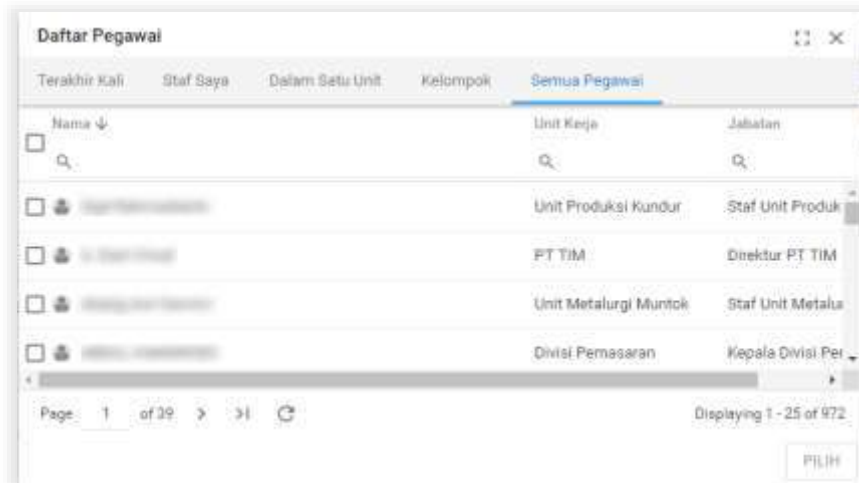 Daftar Pegawai
Terakhir Kali Staf Saya Dalam Satu Unit Kelompok Semua Pegawai
Nama Unit Kerja Jabatan
Unit Produksi Kundur Staf Unit Produk
PT TIM Direktur PT TIM
Unit Metalurgi Muntok Staf Unit Metalu
Divisi Pemasaran Kepala Divisi Per
Page 1 of 39 Displaying 1 - 25 of 972
PILIH